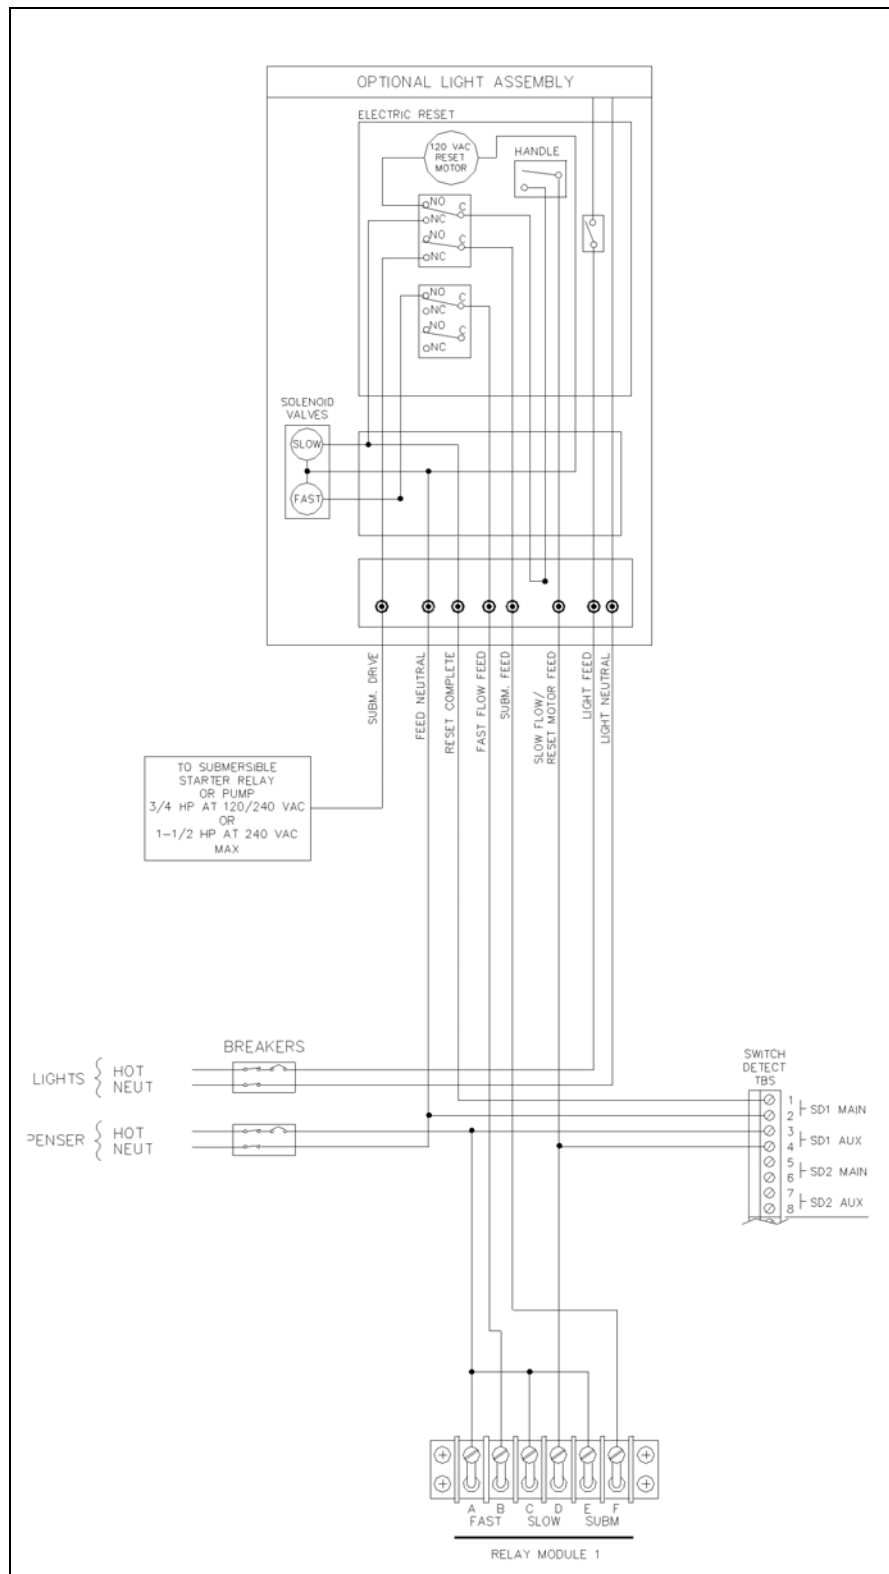 OPTIONAL LIGHT ASSEMBLY
ELECTRIC RESET
120 VAC
RESET
MOTOR
HANDLE
NO
C
NC
NO
C
NC
NO
C
NC
NO
C
NC
SOLENOID
VALVES
SLOW
FAST
SUBM. DRIVE
FEED NEUTRAL
RESET COMPLETE
FAST FLOW FEED
SUBM. FEED
SLOW FLOW/
RESET MOTOR FEED
LIGHT FEED
LIGHT NEUTRAL
TO SUBMERSIBLE
STARTER RELAY
OR PUMP
3/4 HP AT 120/240 VAC
OR
1-1/2 HP AT 240 VAC
MAX
BREAKERS
LIGHTS { HOT
NEUT
PENSER { HOT
NEUT
SWITCH
DETECT
TBS
1
2
SD1 MAIN
3
4
SD1 AUX
5
6
SD2 MAIN
7
8
SD2 AUX
A B C D E F
FAST SLOW SUBM
RELAY MODULE 1